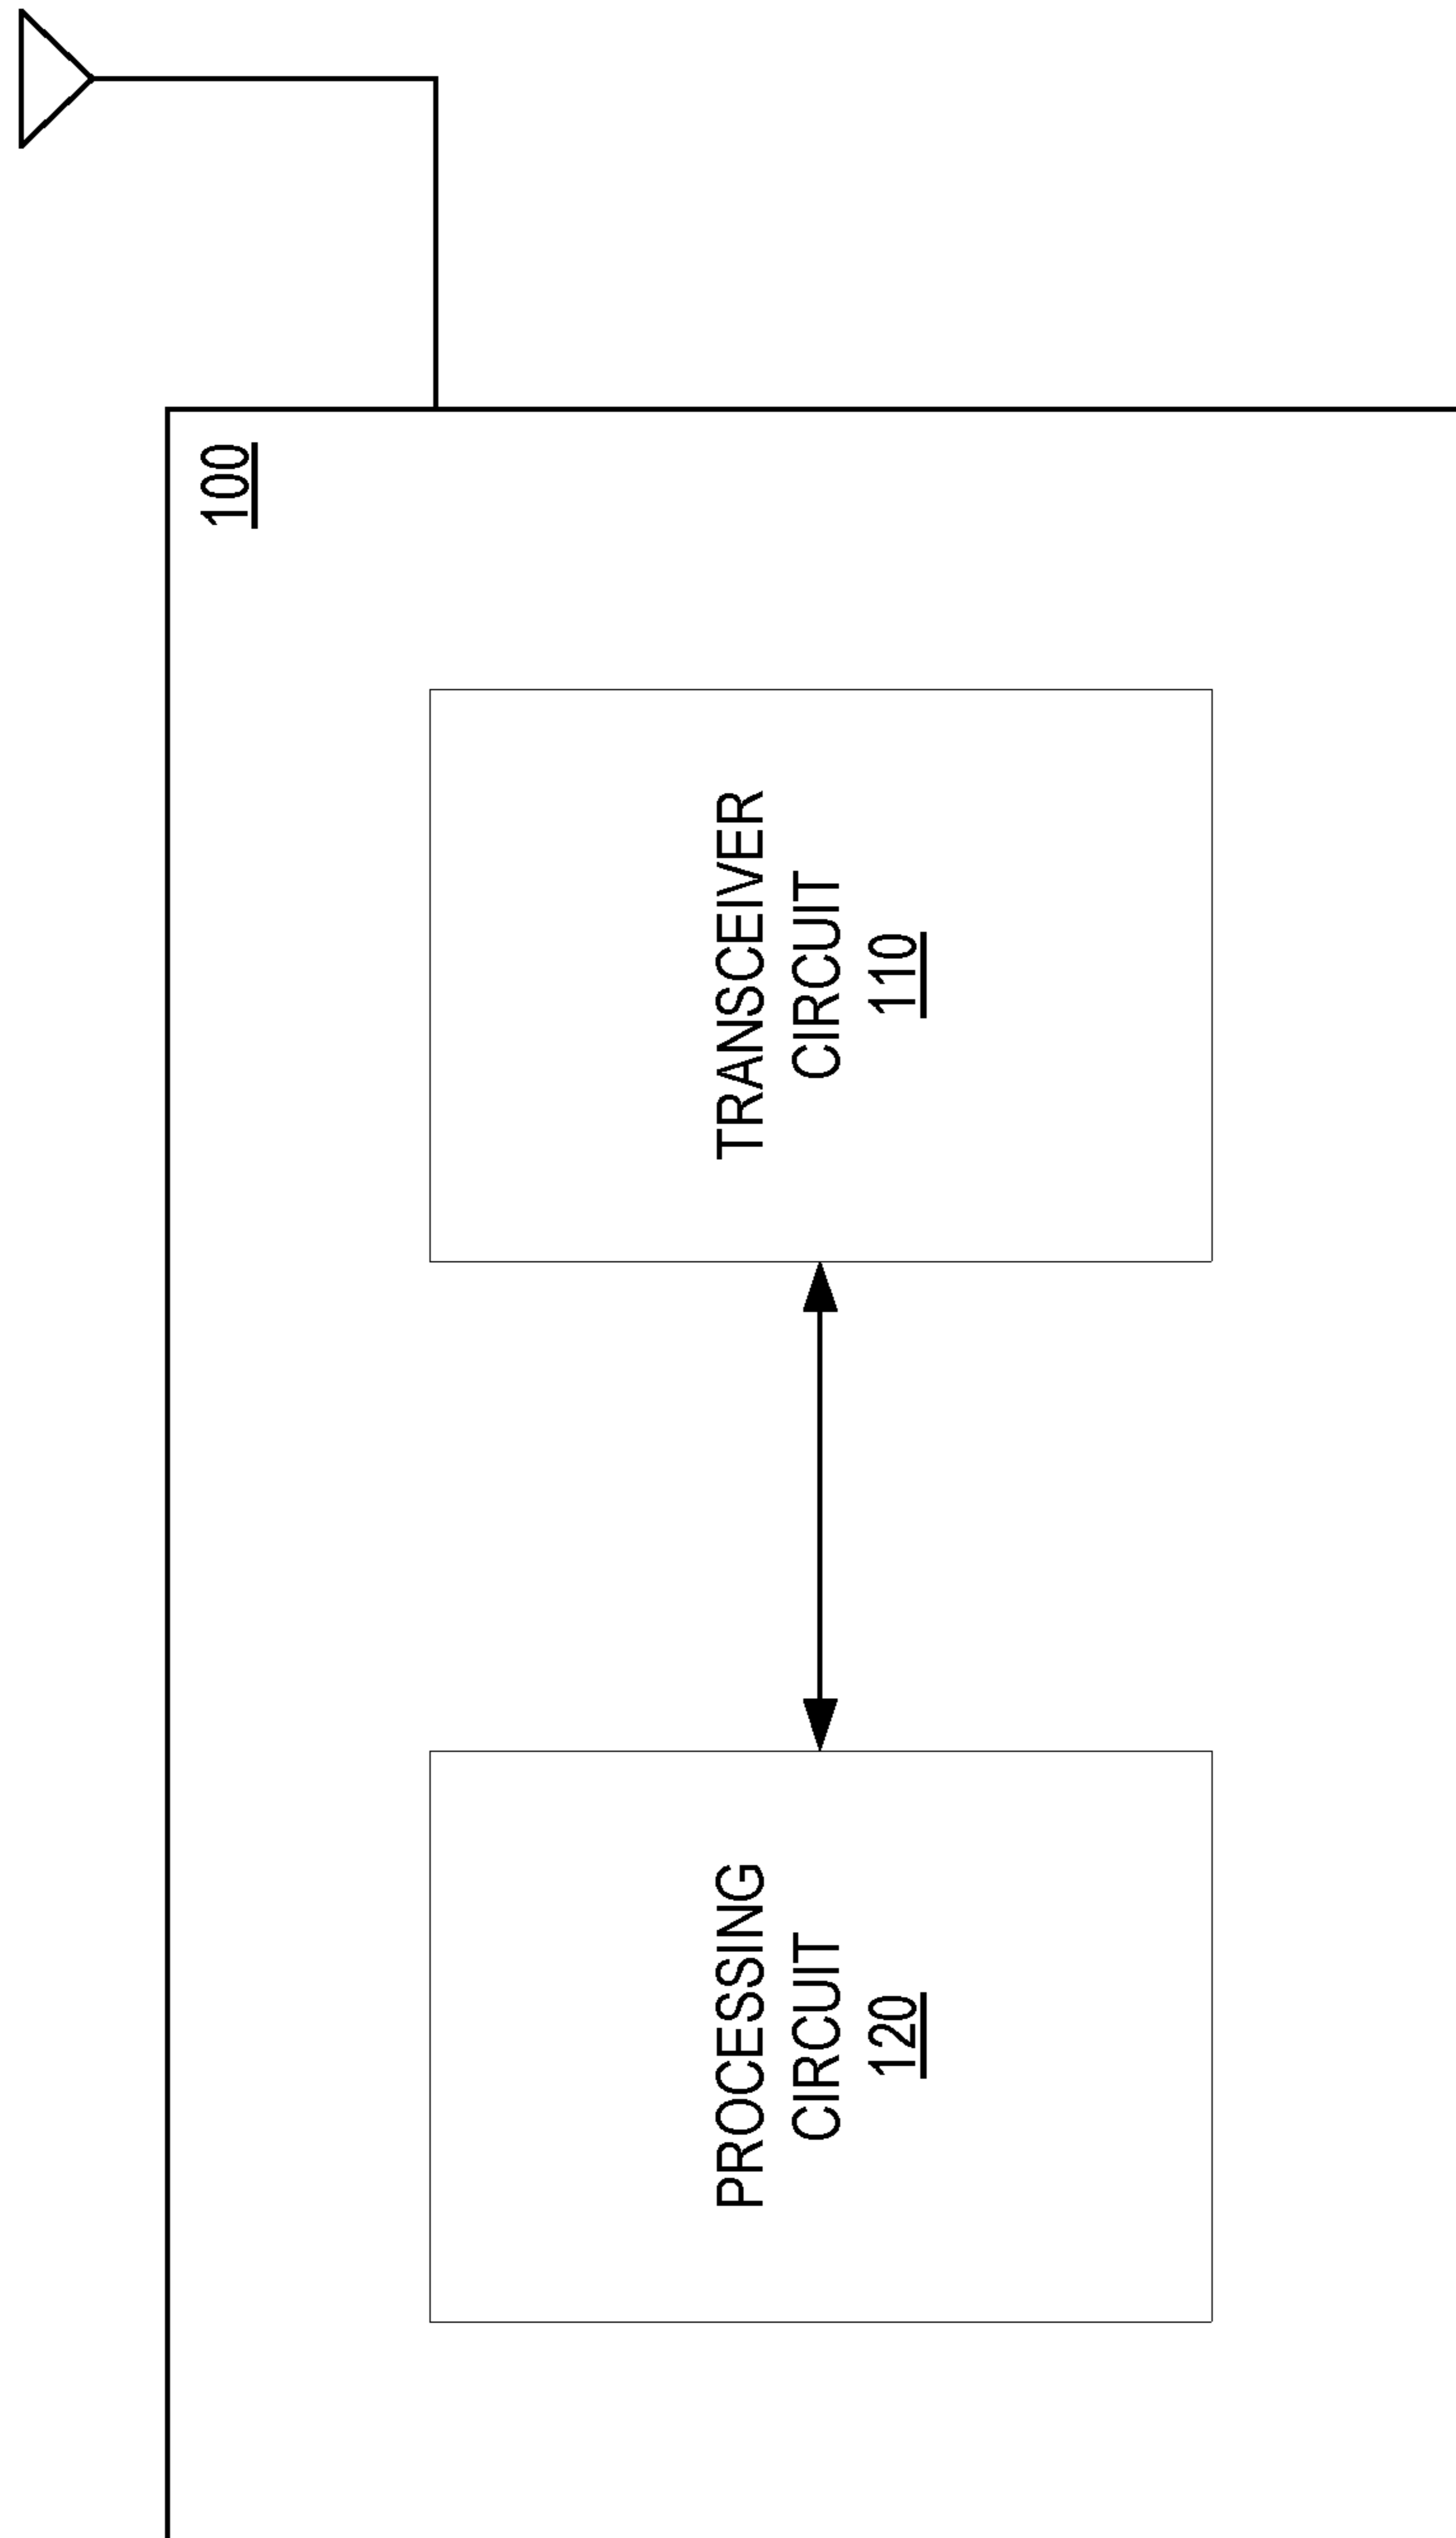 100
PROCESSING
CIRCUIT
120
TRANSCEIVER
CIRCUIT
110